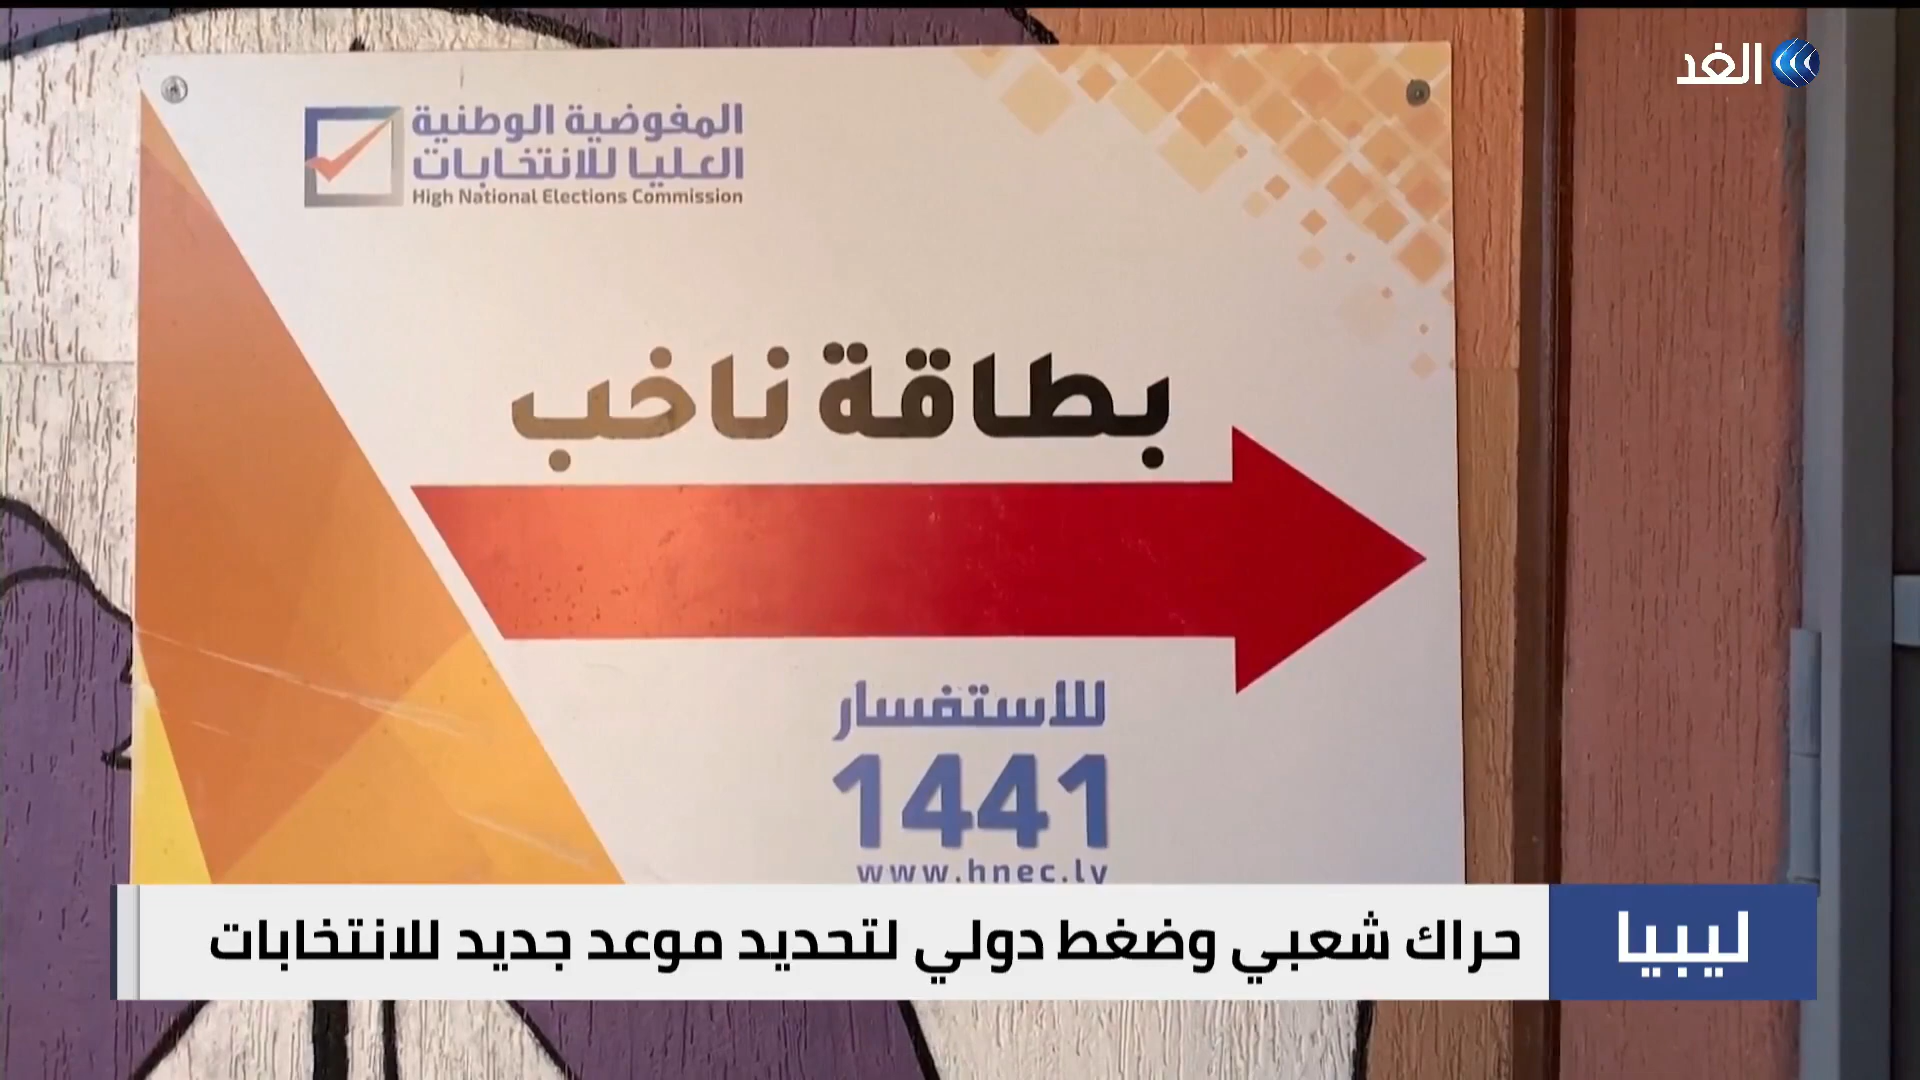 الغد
المفوضية الوطنية
العليا للانتخابات
High National Elections Commission
بطاقة ناخب
للاستفسار
1441
www.hnec.ly
ليبيا
حراك شعبي وضغط دولي لتحديد موعد جديد للانتخابات